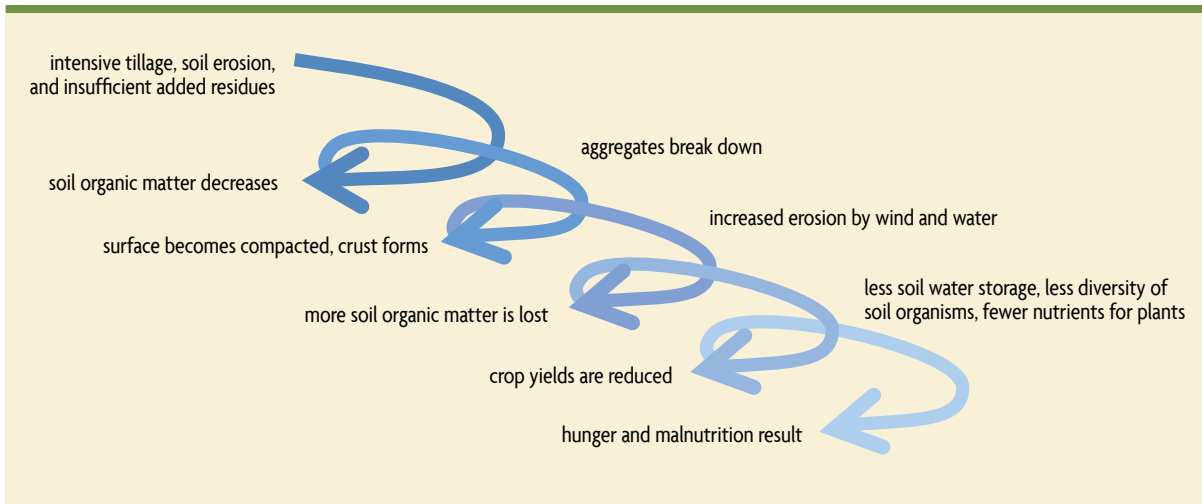 intensive tillage, soil erosion,
and insufficient added residues
aggregates break down
soil organic matter decreases
increased erosion by wind and water
surface becomes compacted, crust forms
less soil water storage, less diversity of
soil organisms, fewer nutrients for plants
more soil organic matter is lost
crop yields are reduced
hunger and malnutrition result